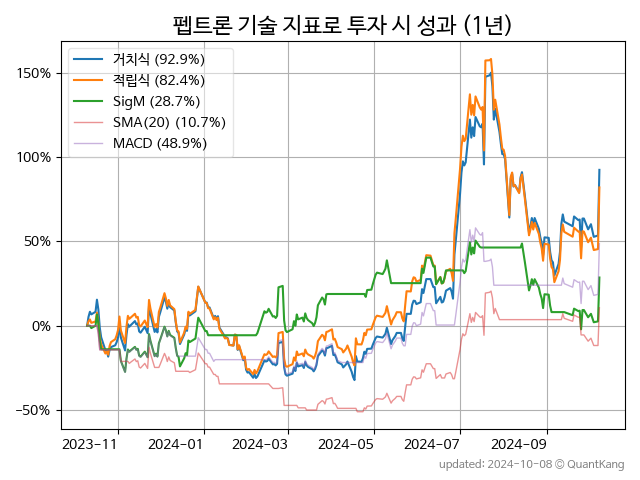 펩트론 기술 지표로 투자 시 성과 (1년)
거치식 (92.9%)
적립식 (82.4%)
SigM (28.7%)
SMA(20) (10.7%)
MACD (48.9%)
150%
100%
50%
0%
−50%
2023-11
2024-01
2024-03
2024-05
2024-07
2024-09
updated: 2024-10-08 © QuantKang